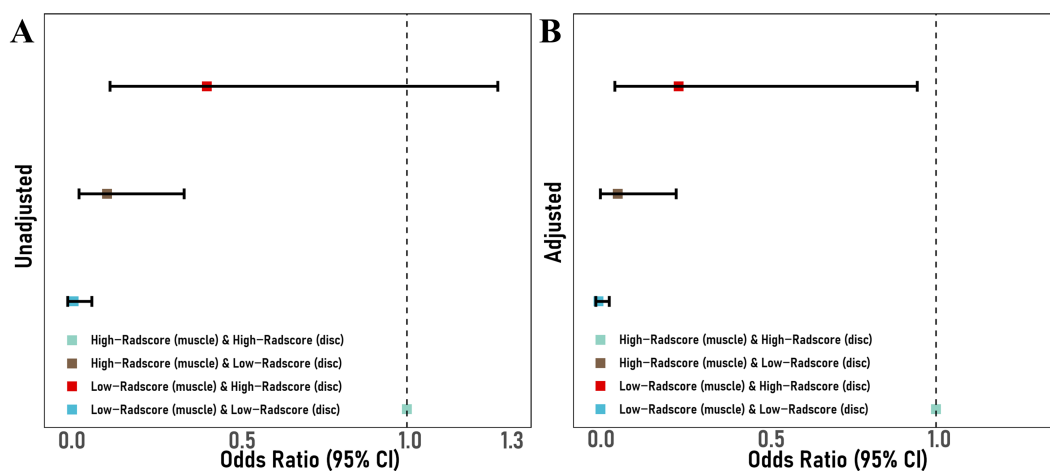 A
Unadjusted
High–Radscore (muscle) & High–Radscore (disc)
High–Radscore (muscle) & Low–Radscore (disc)
Low–Radscore (muscle) & High–Radscore (disc)
Low–Radscore (muscle) & Low–Radscore (disc)
0.0 0.5 1.0 1.3
Odds Ratio (95% CI)
B
Adjusted
High–Radscore (muscle) & High–Radscore (disc)
High–Radscore (muscle) & Low–Radscore (disc)
Low–Radscore (muscle) & High–Radscore (disc)
Low–Radscore (muscle) & Low–Radscore (disc)
0.0 0.5 1.0
Odds Ratio (95% CI)